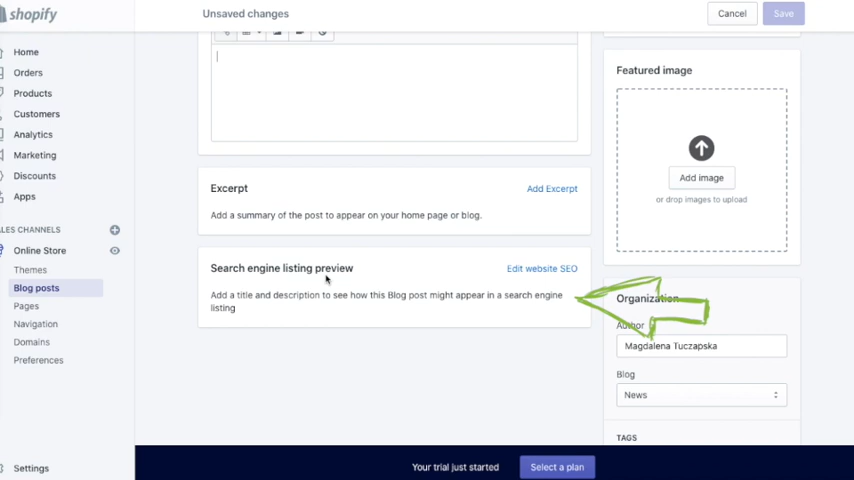 shopify
Unsaved changes
Cancel
Save
Home
Orders
Products
Customers
Analytics
Marketing
Discounts
Apps
ALES CHANNELS
Online Store
Themes
Blog posts
Pages
Navigation
Domains
Preferences
Settings
Excerpt
Add Excerpt
Add a summary of the post to appear on your home page or blog.
Search engine listing preview
Edit website SEO
Add a title and description to see how this Blog post might appear in a search engine
listing
Featured image
Add image
or drop images to upload
Organization
Author
Magdalena Tuczapska
Blog
News
TAGS
Your trial just started
Select a plan